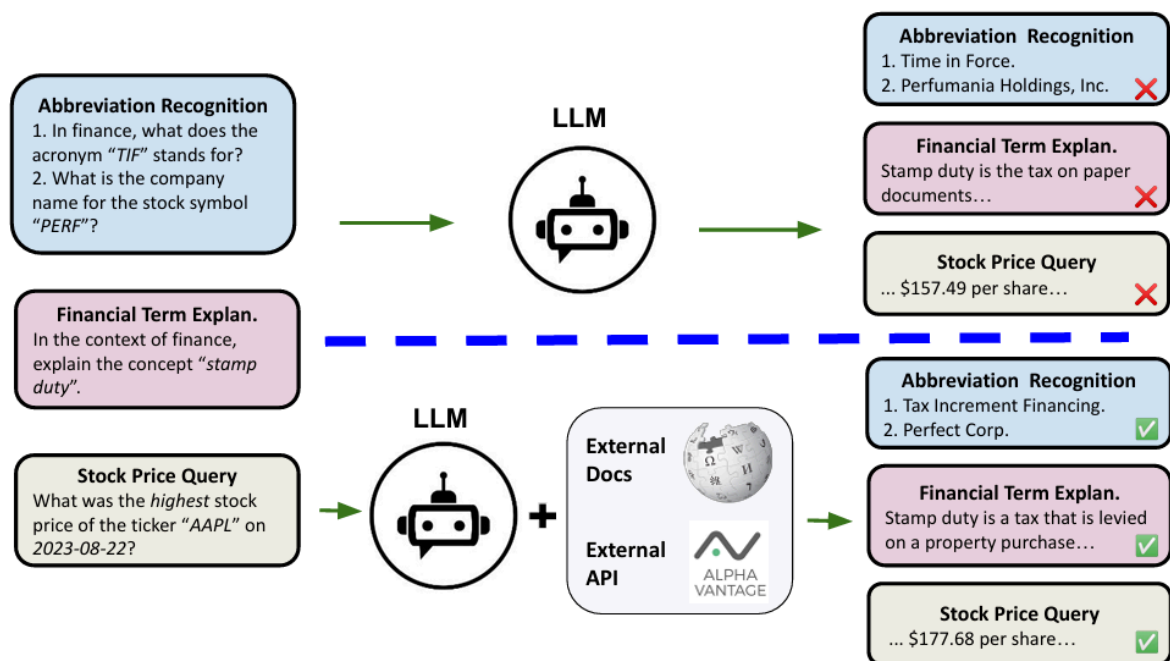 Abbreviation Recognition
1. In finance, what does the
acronym “TIF” stands for?
2. What is the company
name for the stock symbol
“PERF”?
Financial Term Explan.
In the context of finance,
explain the concept “stamp
duty”.
Stock Price Query
What was the highest stock
price of the ticker “AAPL” on
2023-08-22?
LLM
Abbreviation Recognition
1. Time in Force.
2. Perfumania Holdings, Inc.
Financial Term Explan.
Stamp duty is the tax on paper
documents…
Stock Price Query
... $157.49 per share…
LLM
+
External
Docs
Ω
W
И
External
API
ALPHA
VANTAGE
Abbreviation Recognition
1. Tax Increment Financing.
2. Perfect Corp.
Financial Term Explan.
Stamp duty is a tax that is levied
on a property purchase…
Stock Price Query
... $177.68 per share…